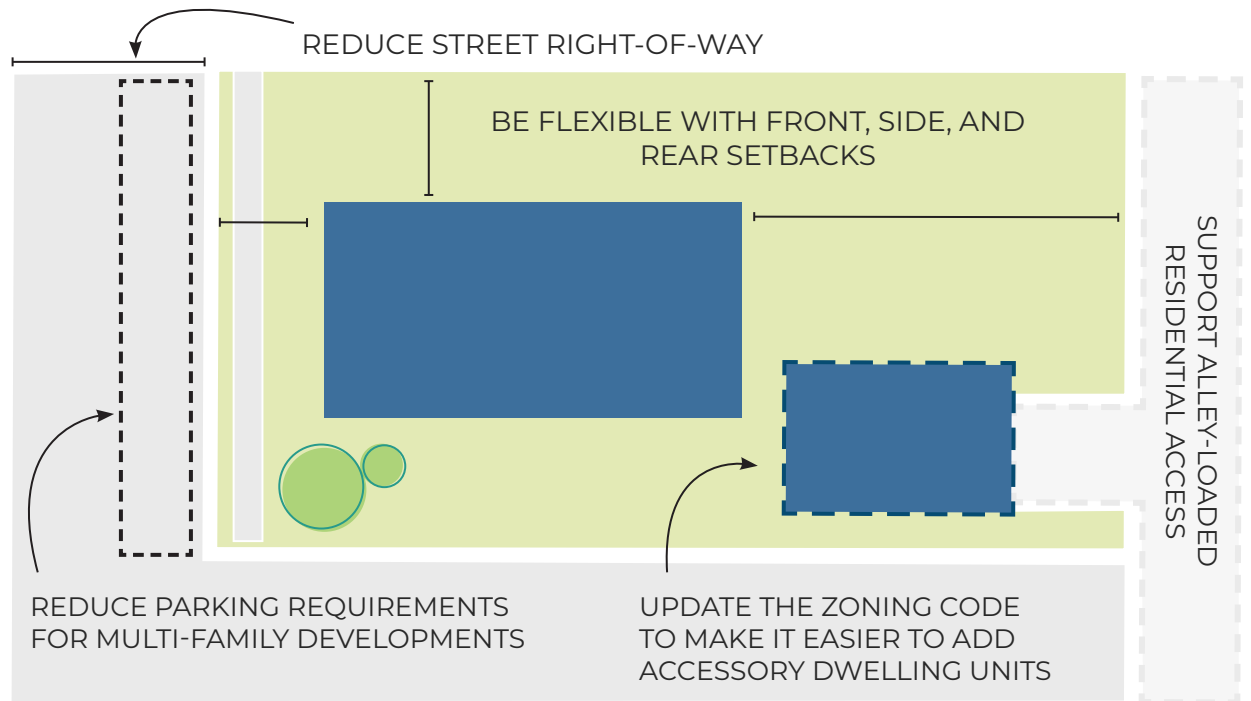 REDUCE STREET RIGHT-OF-WAY
BE FLEXIBLE WITH FRONT, SIDE, AND
REAR SETBACKS
SUPPORT ALLEY-LOADED
RESIDENTIAL ACCESS
REDUCE PARKING REQUIREMENTS
FOR MULTI-FAMILY DEVELOPMENTS
UPDATE THE ZONING CODE
TO MAKE IT EASIER TO ADD
ACCESSORY DWELLING UNITS